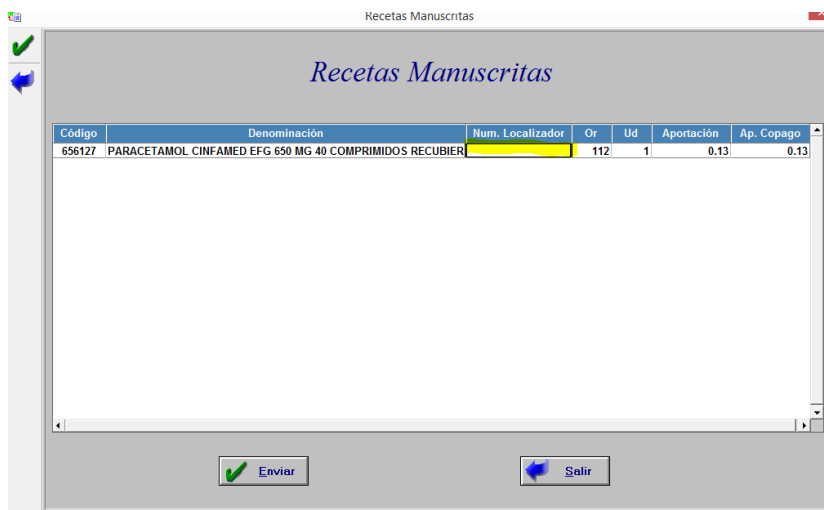 Recetas Manuscritas
Recetas Manuscritas
Código Denominación Num. Localizador Or Ud Aportación Ap. Copago
656127 PARACETAMOL CINFAMED EFG 650 MG 40 COMPRIMIDOS RECUBIER 112 1 0.13 0.13
Enviar Salir